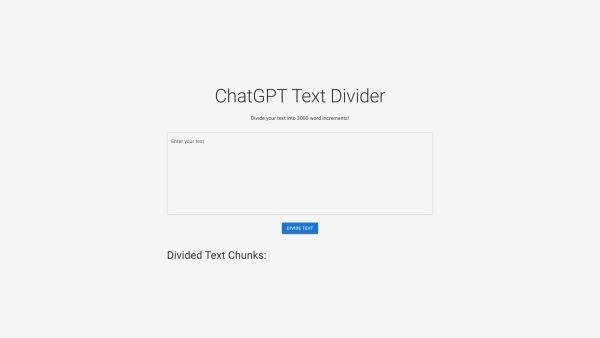 ChatGPT Text Divider
Divide your text into 3000-word increments!
Enter your text
DIVIDE TEXT
Divided Text Chunks: